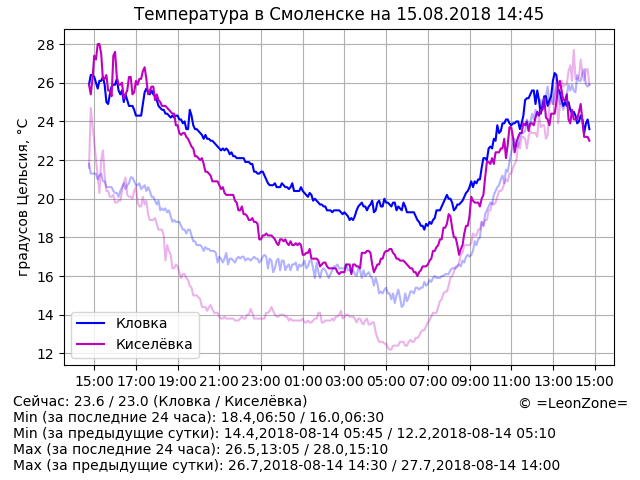 Температура в Смоленске на 15.08.2018 14:45
градусов Цельсия, °C
28
26
24
22
20
18
16
14
12
Кловка
Киселёвка
15:00 17:00 19:00 21:00 23:00 01:00 03:00 05:00 07:00 09:00 11:00 13:00 15:00
Сейчас: 23.6 / 23.0 (Кловка / Киселёвка)
© =LeonZone=
Min (за последние 24 часа): 18.4,06:50 / 16.0,06:30
Min (за предыдущие сутки): 14.4,2018-08-14 05:45 / 12.2,2018-08-14 05:10
Max (за последние 24 часа): 26.5,13:05 / 28.0,15:10
Max (за предыдущие сутки): 26.7,2018-08-14 14:30 / 27.7,2018-08-14 14:00